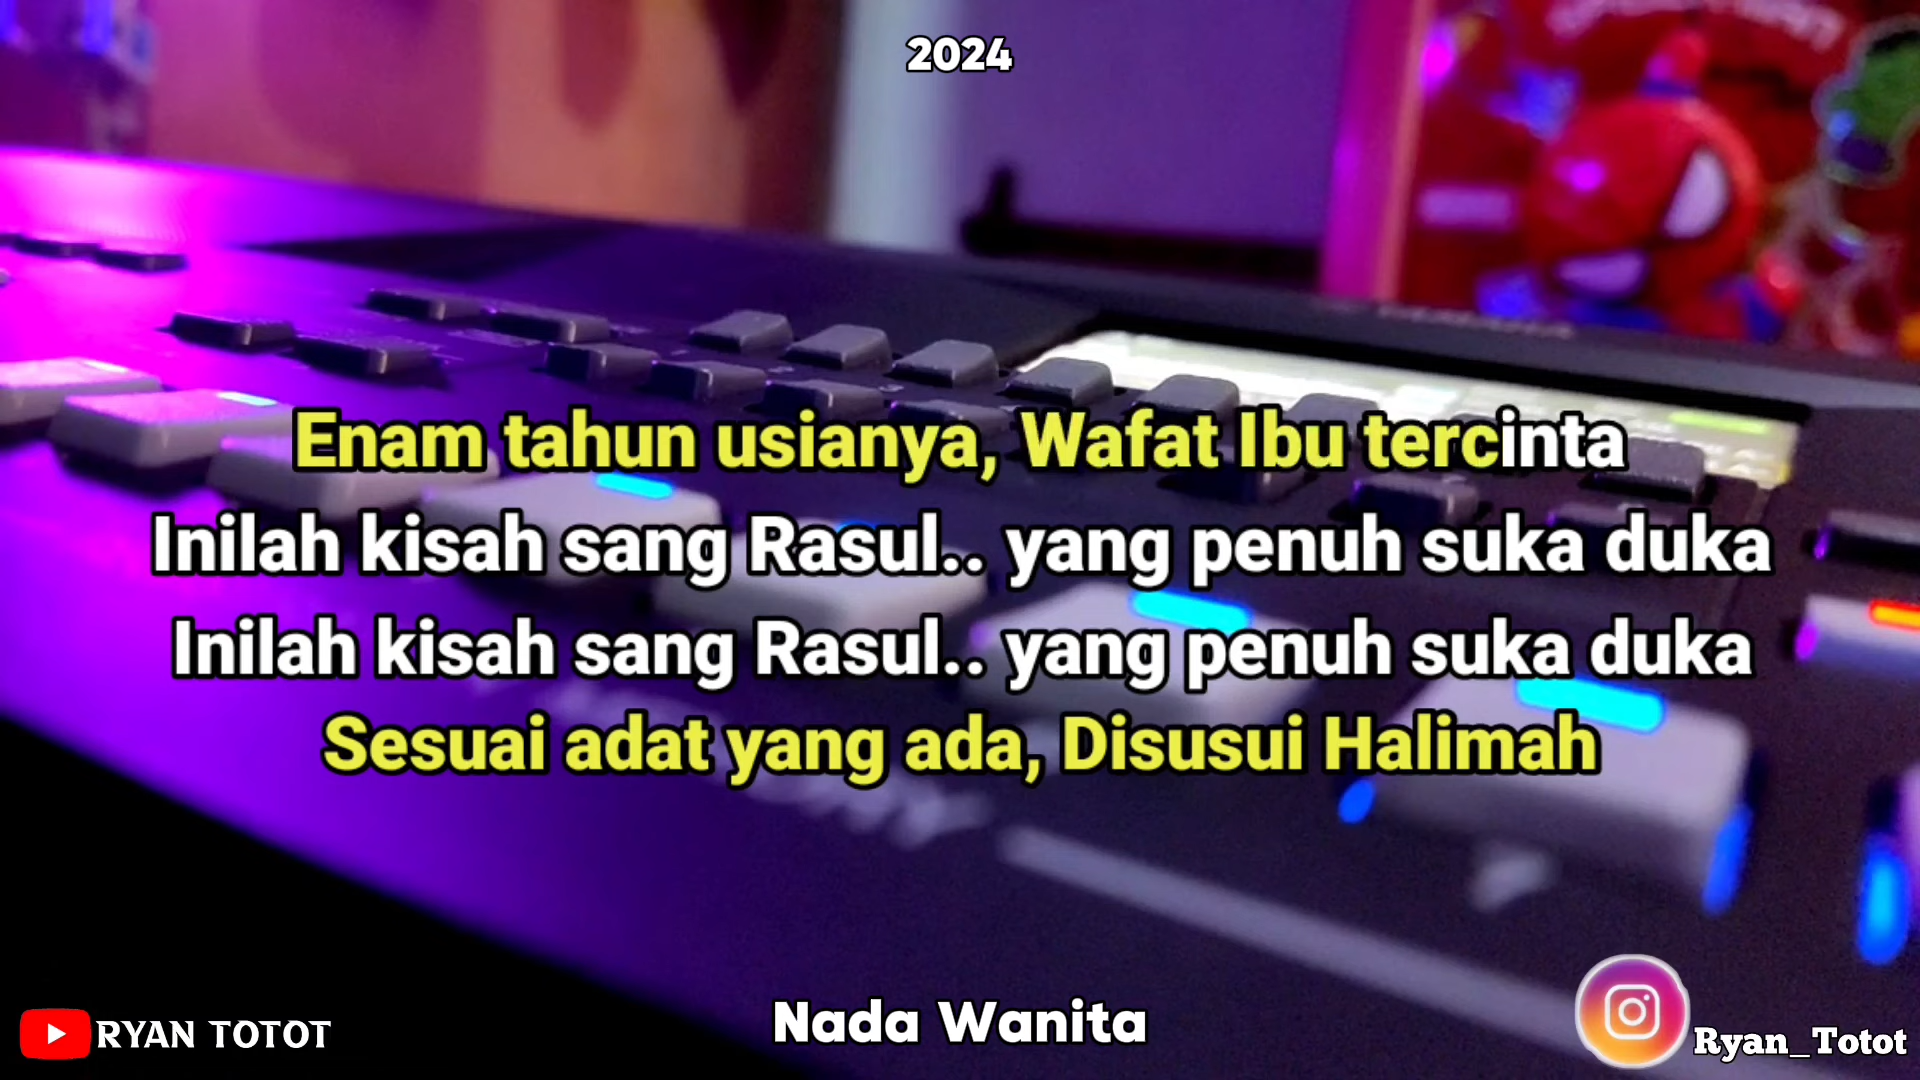 2024
Enam tahun usianya, Wafat Ibu tercinta
Inilah kisah sang Rasul.. yang penuh suka duka
Inilah kisah sang Rasul.. yang penuh suka duka
Sesuai adat yang ada, Disusui Halimah
Nada Wanita
RYAN TOTOT
Ryan_Totot